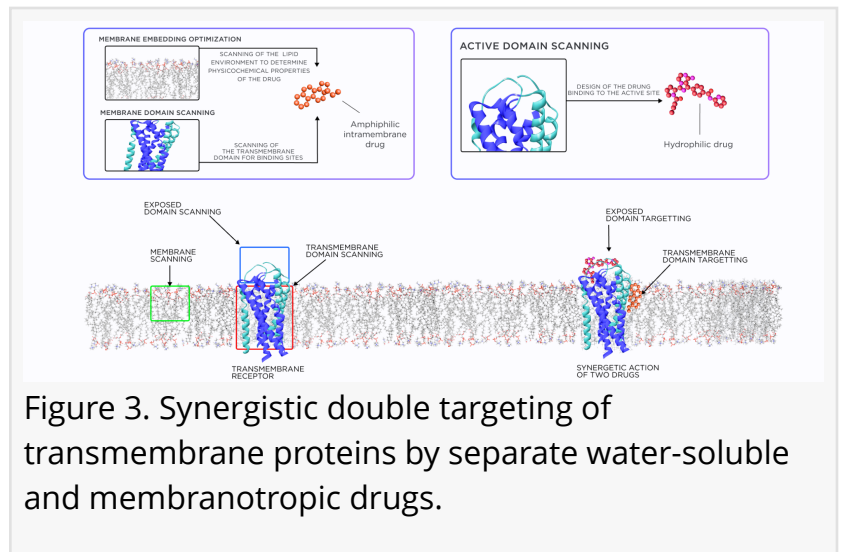 MEMBRANE EMBEDDING OPTIMIZATION
SCANNING OF THE LIPID
ENVIRONMENT TO DETERMINE
PHYSICOCHEMICAL PROPERTIES
OF THE DRUG
MEMBRANE DOMAIN SCANNING
SCANNING OF
THE TRANSMEMBRANE
DOMAIN FOR BINDING SITES
Amphiphilic
intramembrane
drug
ACTIVE DOMAIN SCANNING
DESIGN OF THE DRUNG
BINDING TO THE ACTIVE SITE
Hydrophilic drug
EXPOSED
DOMAIN SCANNING
MEMBRANE
SCANNING
TRANSMEMBRANE
DOMAIN SCANNING
TRANSMEMBRANE
RECEPTOR
EXPOSED
DOMAIN TARGETTING
TRANSMEMBRANE
DOMAIN TARGETTING
SYNERGETIC ACTION
OF TWO DRUGS
Figure 3. Synergistic double targeting of
transmembrane proteins by separate water-soluble
and membranotropic drugs.